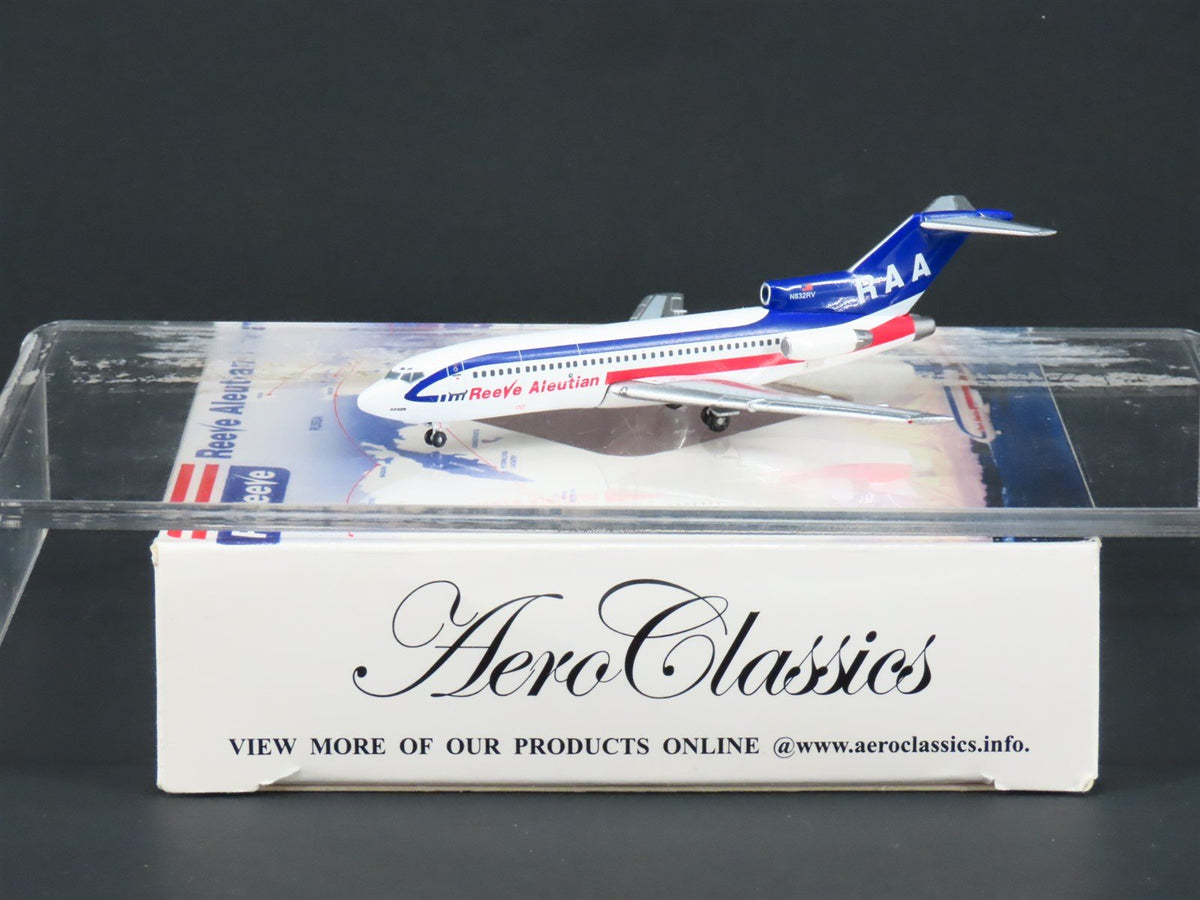 RAA
N832RV
Reeve Aleutian
Reeve Aleutian
Reeve
AeroClassics
VIEW MORE OF OUR PRODUCTS ONLINE @www.aeroclassics.info.